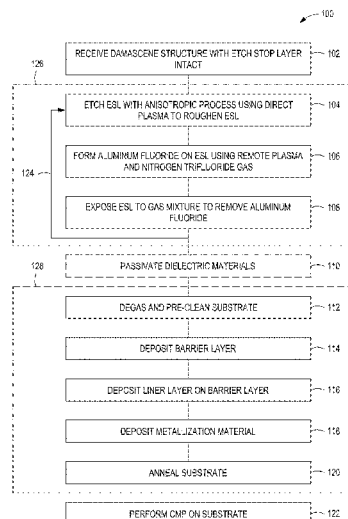 100
RECEIVE DAMASCENE STRUCTURE WITH ETCH STOP LAYER
INTACT
102
126
ETCH ESL WITH ANISOTROPIC PROCESS USING DIRECT
PLASMA TO ROUGHEN ESL
104
124
FORM ALUMINUM FLUORIDE ON ESL USING REMOTE PLASMA
AND NITROGEN TRIFLUORIDE GAS
106
EXPOSE ESL TO GAS MIXTURE TO REMOVE ALUMINUM
FLUORIDE
108
PASSIVATE DIELECTRIC MATERIALS
110
128
DEGAS AND PRE-CLEAN SUBSTRATE
112
DEPOSIT BARRIER LAYER
114
DEPOSIT LINER LAYER ON BARRIER LAYER
116
DEPOSIT METALLIZATION MATERIAL
118
ANNEAL SUBSTRATE
120
PERFORM CMP ON SUBSTRATE
122